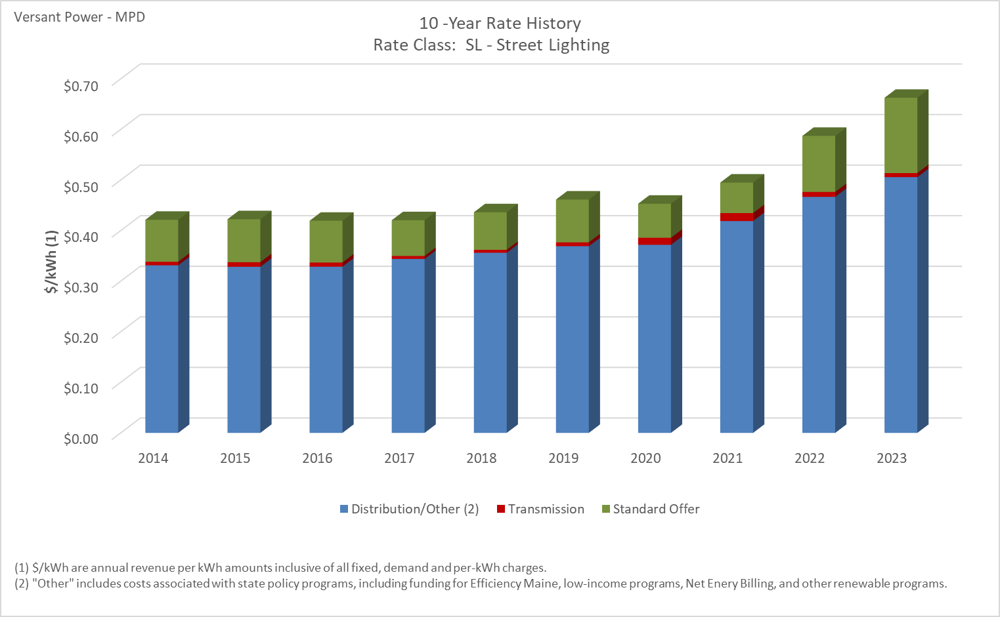 Versant Power - MPD
10 -Year Rate History
Rate Class:  SL - Street Lighting
$0.70
$0.60
$0.50
$0.40
$0.30
$0.20
$0.10
$0.00
$/kWh (1)
2014 2015 2016 2017 2018 2019 2020 2021 2022 2023
Distribution/Other (2) Transmission Standard Offer
(1) $/kWh are annual revenue per kWh amounts inclusive of all fixed, demand and per-kWh charges.
(2) "Other" includes costs associated with state policy programs, including funding for Efficiency Maine, low-income programs, Net Enery Billing, and other renewable programs.